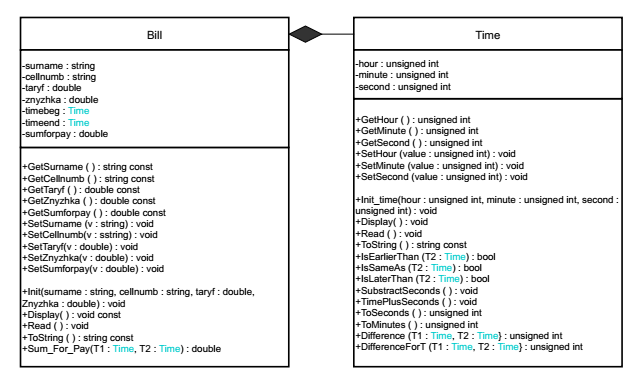 Bill
-surname : string
-cellnumb : string
-taryf : double
-znyzhka : double
-timebeg : Time
-timeend : Time
-sumforpay : double
+GetSurname ( ) : string const
+GetCellnumb ( ) : string const
+GetTaryf ( ) : double const
+GetZnyzhka ( ) : double const
+GetSumforpay ( ) : double const
+SetSurname (v : string) : void
+SetCellnumb(v : sstring) : void
+SetTaryf(v : double) : void
+SetZnyzhka(v : double) : void
+SetSumforpay(v : double) : void
+Init(surname : string, cellnumb : string, taryf : double,
Znyzhka : double) : void
+Display( ) : void const
+Read ( ) : void
+ToString ( ) : string const
+Sum_For_Pay(T1 : Time, T2 : Time) : double
Time
-hour : unsigned int
-minute : unsigned int
-second : unsigned int
+GetHour ( ) : unsigned int
+GetMinute ( ) : unsigned int
+GetSecond ( ) : unsigned int
+SetHour (value : unsigned int) : void
+SetMinute (value : unsigned int) : void
+SetSecond (value : unsigned int) : void
+Init_time(hour : unsigned int, minute : unsigned int, second :
unsigned int) : void
+Display( ) : void
+Read ( ) : void
+ToString ( ) : string const
+IsEarlierThan (T2 : Time) : bool
+IsSameAs (T2 : Time) : bool
+IsLaterThan (T2 : Time) : bool
+SubstractSeconds ( ) : void
+TimePlusSeconds ( ) : void
+ToSeconds ( ) : unsigned int
+ToMinutes ( ) : unsigned int
+Difference (T1 : Time, T2 : Time} : unsigned int
+DifferenceForT (T1 : Time, T2 : Time} : unsigned int